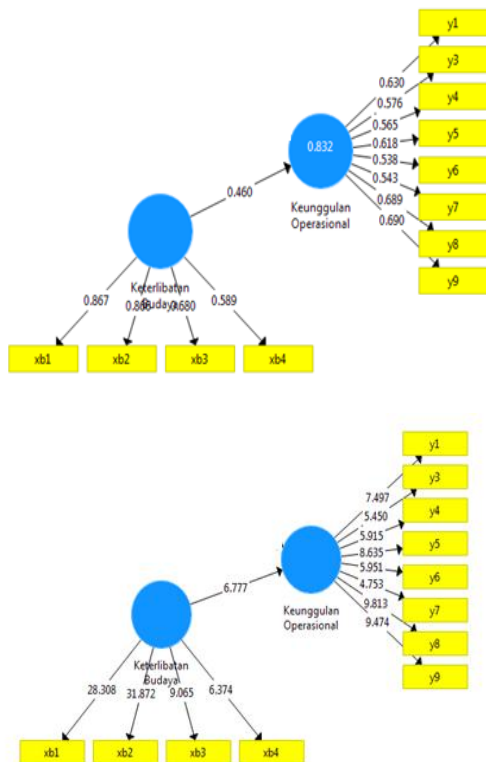 y1
y3
0.630
0.576
y4
0.565
0.832
0.618
y5
0.538
y6
0.543
0.460
0.689
y7
Keunggulan
Operasional
0.690
y8
y9
Keterlibatan
Budaya
0.867
0.680
0.589
xb1
xb2
xb3
xb4
y1
y3
7.497
5.450
y4
5.915
8.635
y5
5.951
y6
4.753
6.777
9.813
y7
Keunggulan
Operasional
9.474
y8
y9
Keterlibatan
Budaya
28.308
31.872
9.065
6.374
xb1
xb2
xb3
xb4